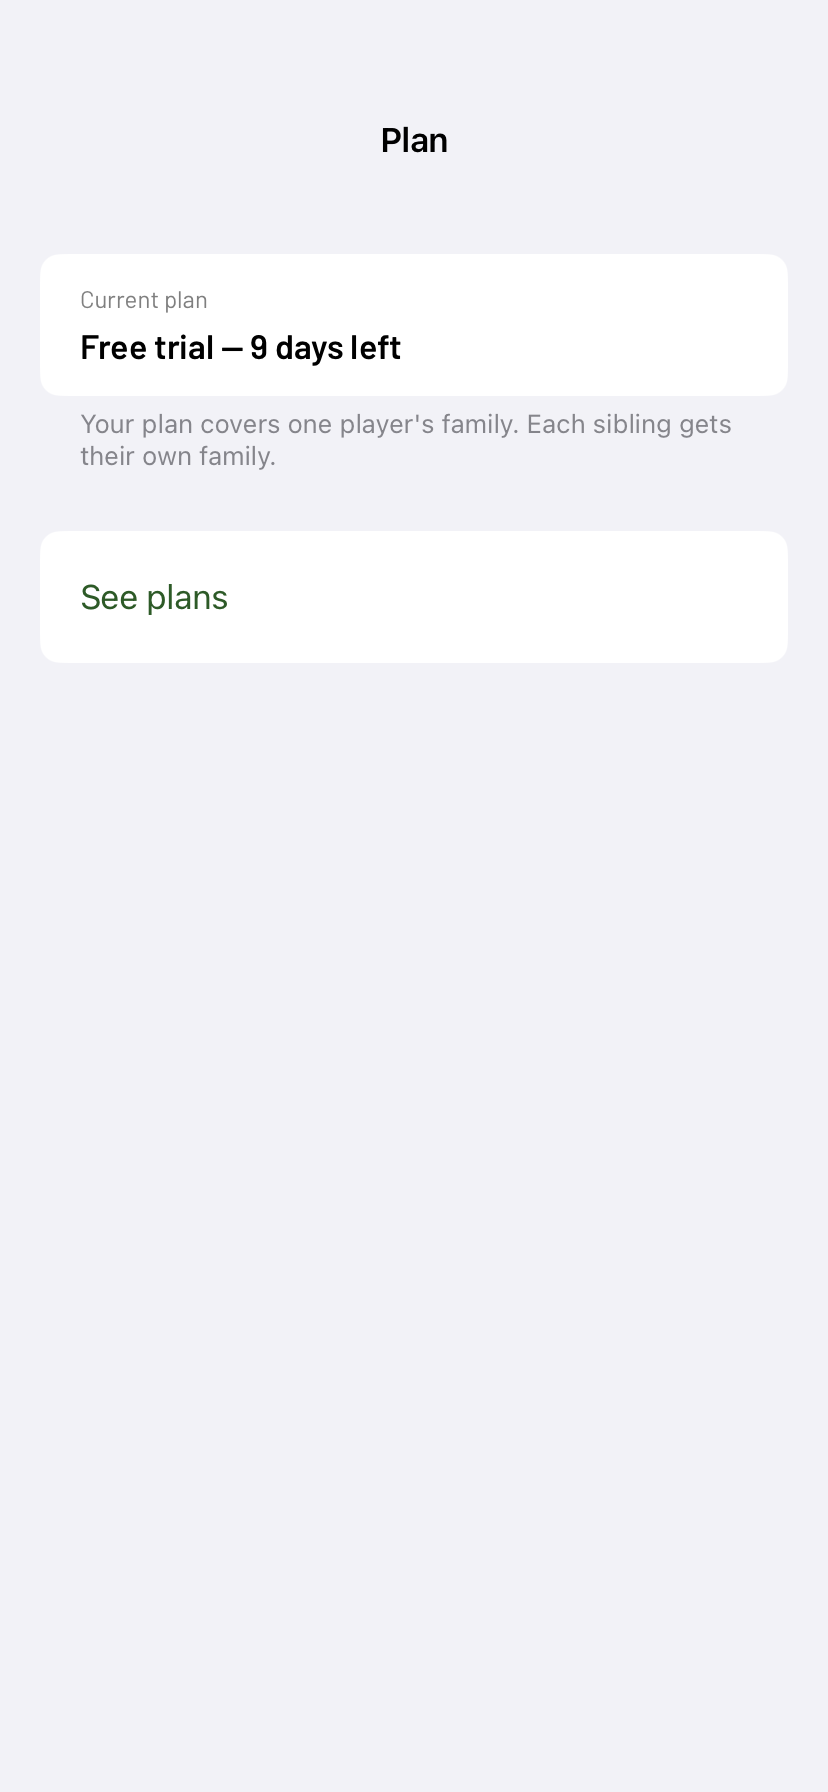 Plan
Current plan
Free trial — 9 days left
Your plan covers one player's family. Each sibling gets
their own family.
See plans